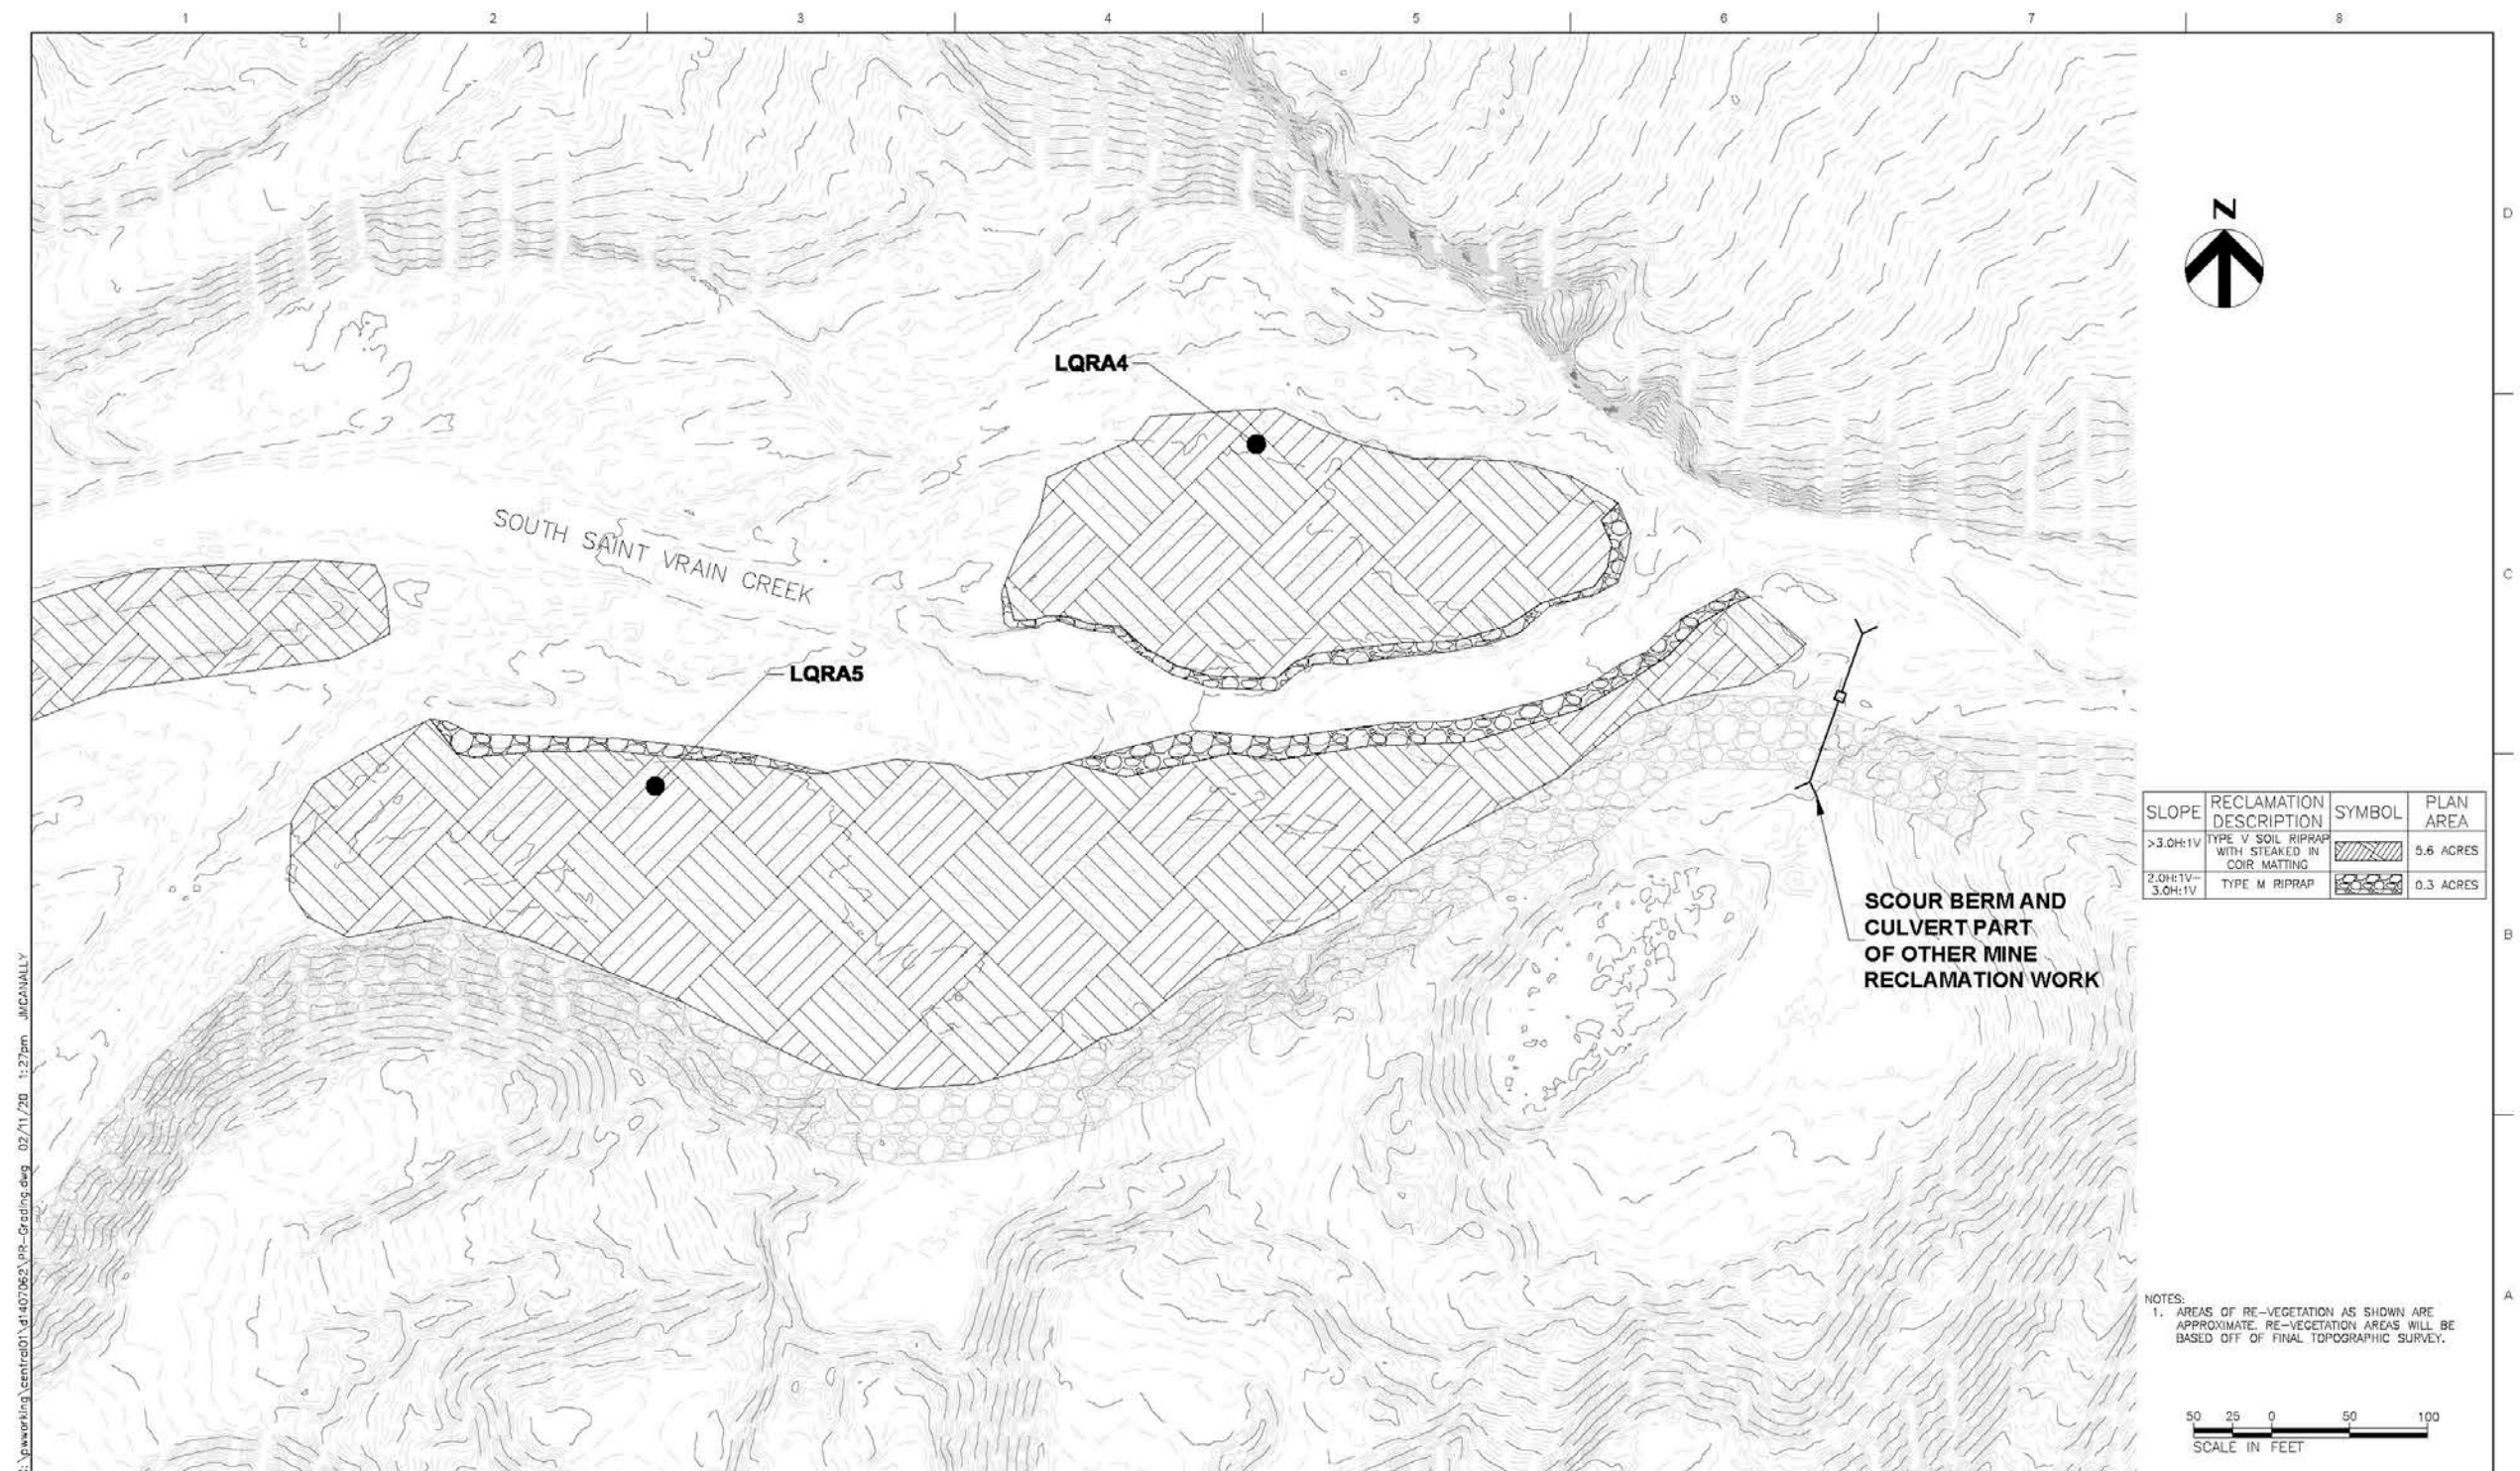 1 2 3 4 5 6 7 8
N
D
LQRA4
SOUTH SAINT VRAIN CREEK
C
LQRA5
SLOPE RECLAMATION DESCRIPTION SYMBOL PLAN AREA
>3.0H:1V TYPE V SOIL RIPRAP
WITH STEAKED IN
COIR MATTING
5.6 ACRES
2.0H:1V-
3.0H:1V
TYPE M RIPRAP 0.3 ACRES
SCOUR BERM AND
CULVERT PART
OF OTHER MINE
RECLAMATION WORK
B
A
NOTES:
1. AREAS OF RE-VEGETATION AS SHOWN ARE
APPROXIMATE. RE-VEGETATION AREAS WILL BE
BASED OFF OF FINAL TOPOGRAPHIC SURVEY.
50 25 0 50 100
SCALE IN FEET
\pwworking\central01\d1407062\PR-Grading.dwg 02/11/20 1:27pm JMCANALLY